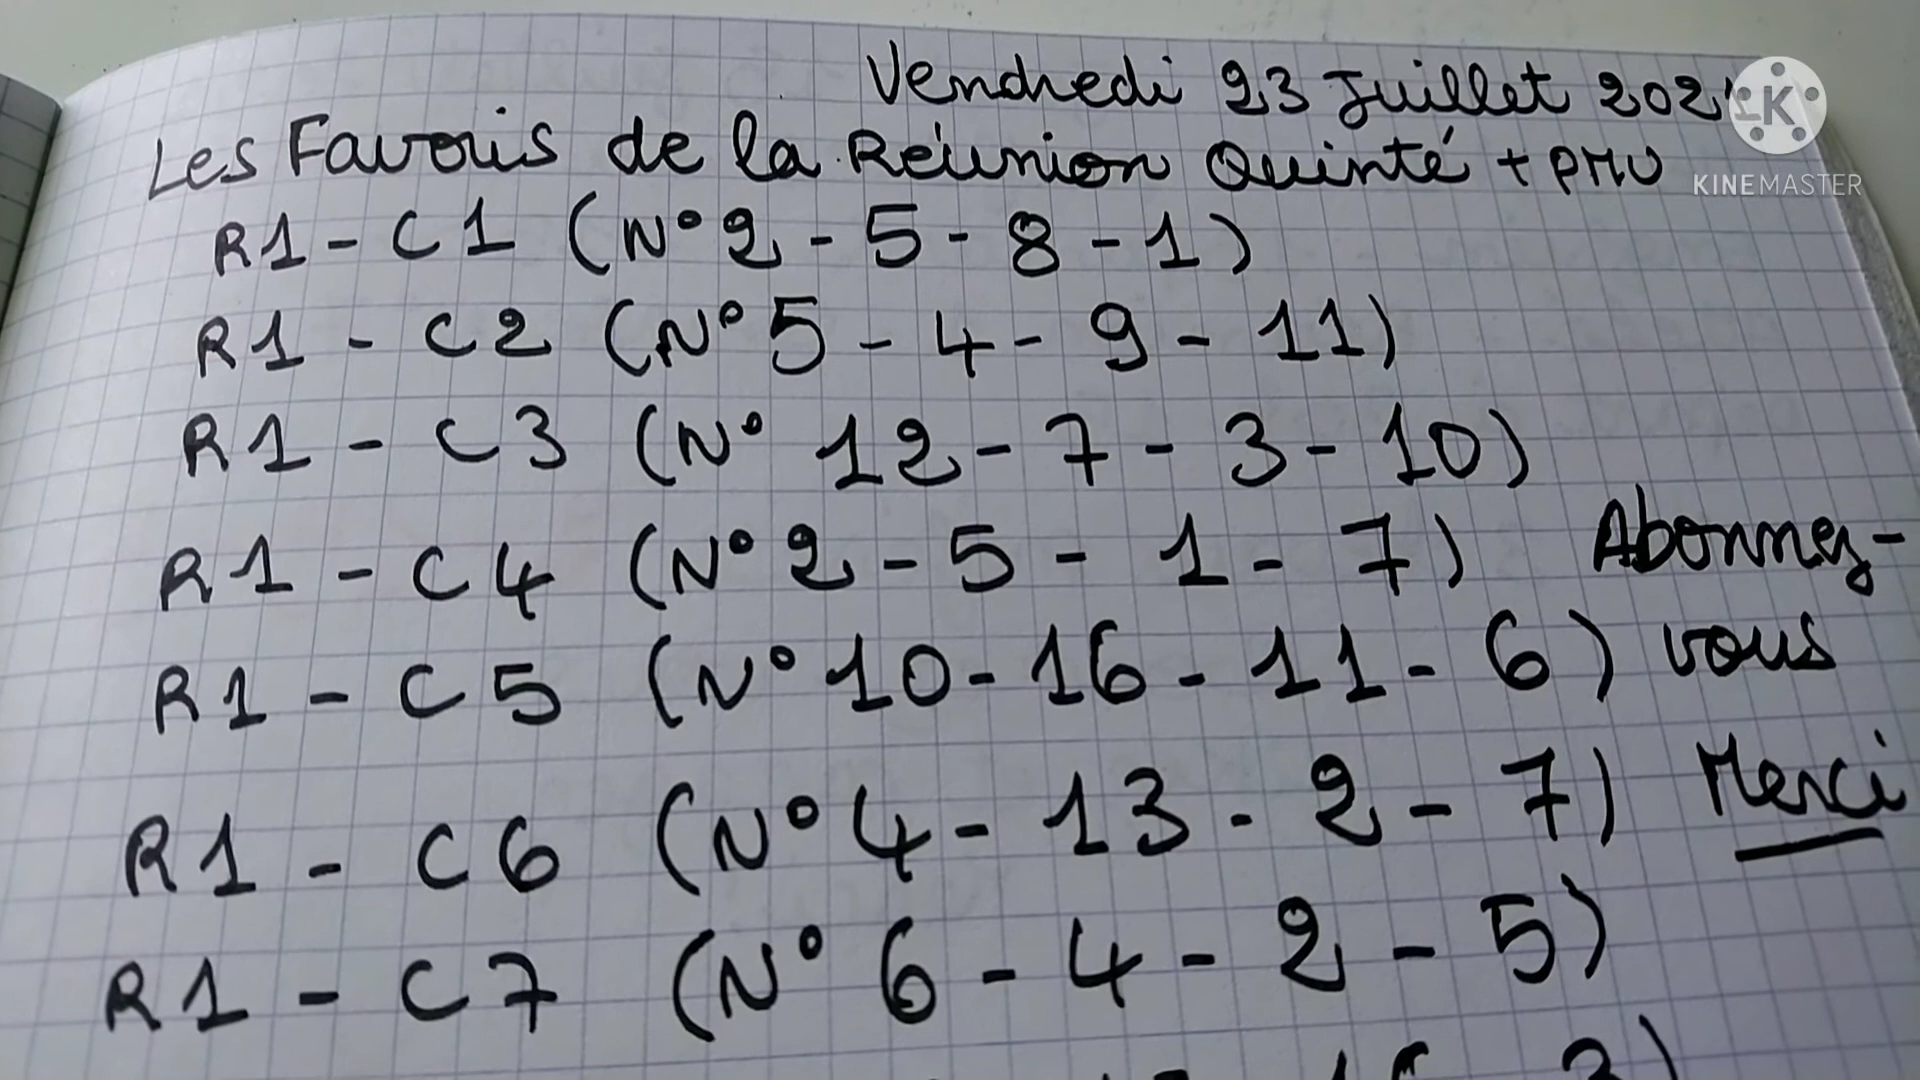 Vendredi 23 Juillet 2021
Les Favoris de la Réunion Quinté + PMU
KINEMASTER
R1 - C1 (N° 2 - 5 - 8 - 1)
R1 - C2 (N° 5 - 4 - 9 - 11)
R1 - C3 (N° 12 - 7 - 3 - 10)
R1 - C4 (N° 2 - 5 - 1 - 7) Abonnez-
R1 - C5 (N° 10 - 16 - 11 - 6) vous
R1 - C6 (N° 4 - 13 - 2 - 7) Merci
R1 - C7 (N° 6 - 4 - 2 - 5)